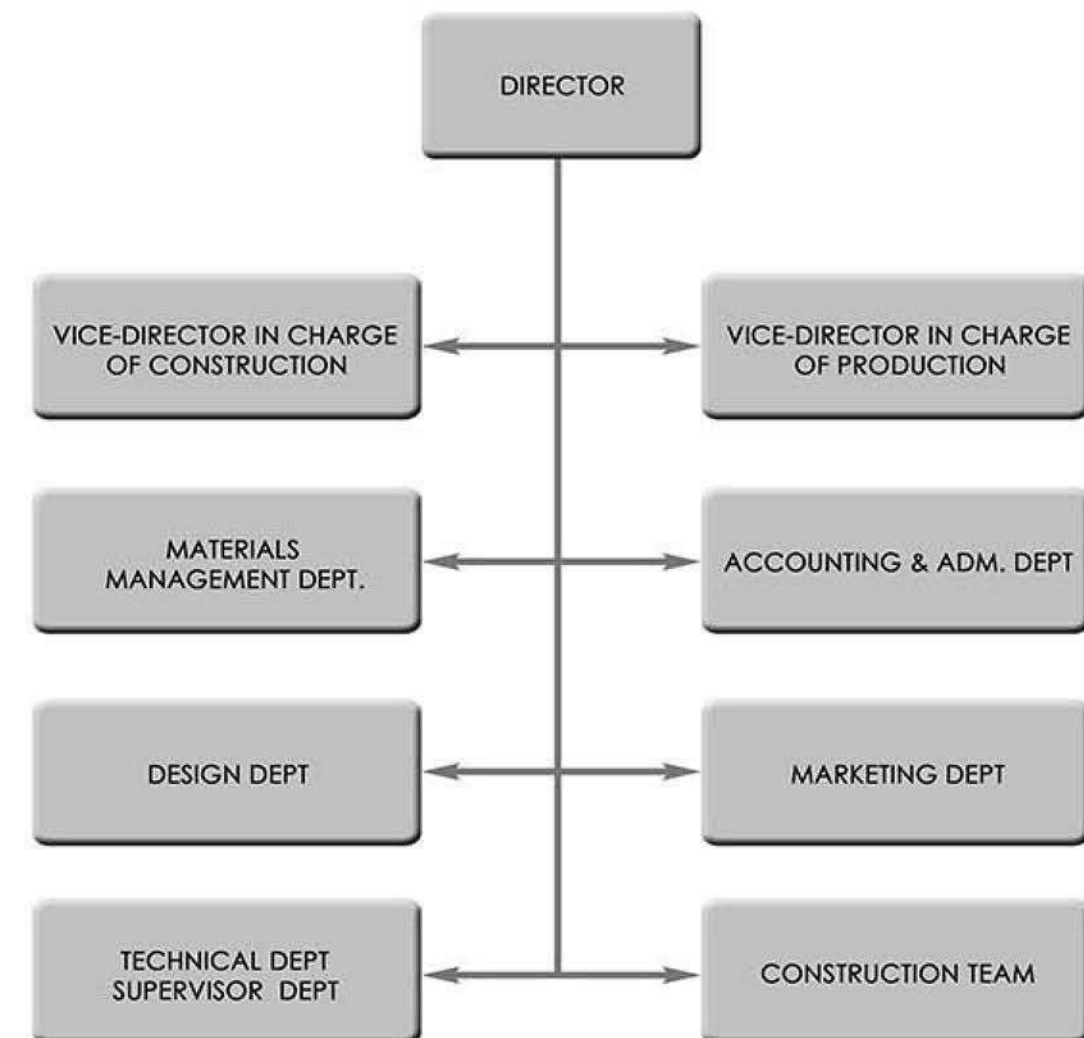 DIRECTOR
VICE-DIRECTOR IN CHARGE
OF CONSTRUCTION
VICE-DIRECTOR IN CHARGE
OF PRODUCTION
MATERIALS
MANAGEMENT DEPT.
ACCOUNTING & ADM. DEPT
DESIGN DEPT
MARKETING DEPT
TECHNICAL DEPT
SUPERVISOR DEPT
CONSTRUCTION TEAM